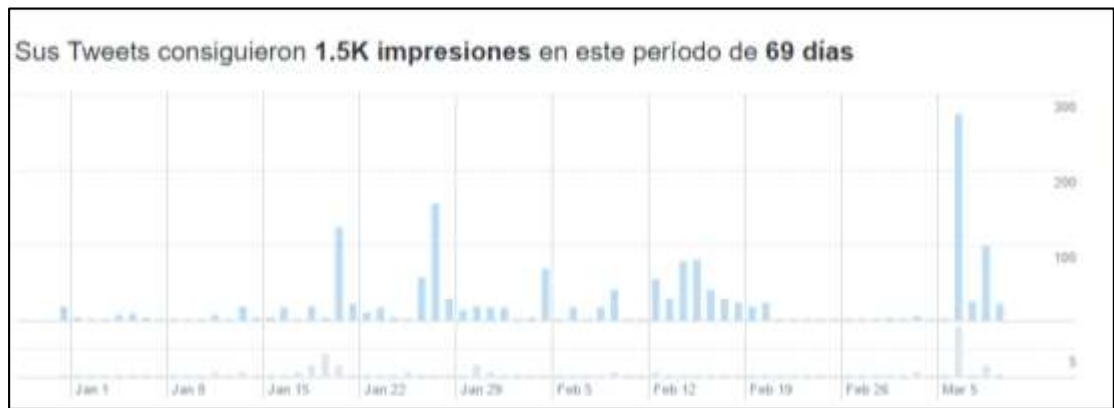 Sus Tweets consiguieron 1.5K impresiones en este período de 69 días
300
200
100
5
Jan 1 Jan 8 Jan 15 Jan 22 Jan 29 Feb 5 Feb 12 Feb 19 Feb 26 Mar 5